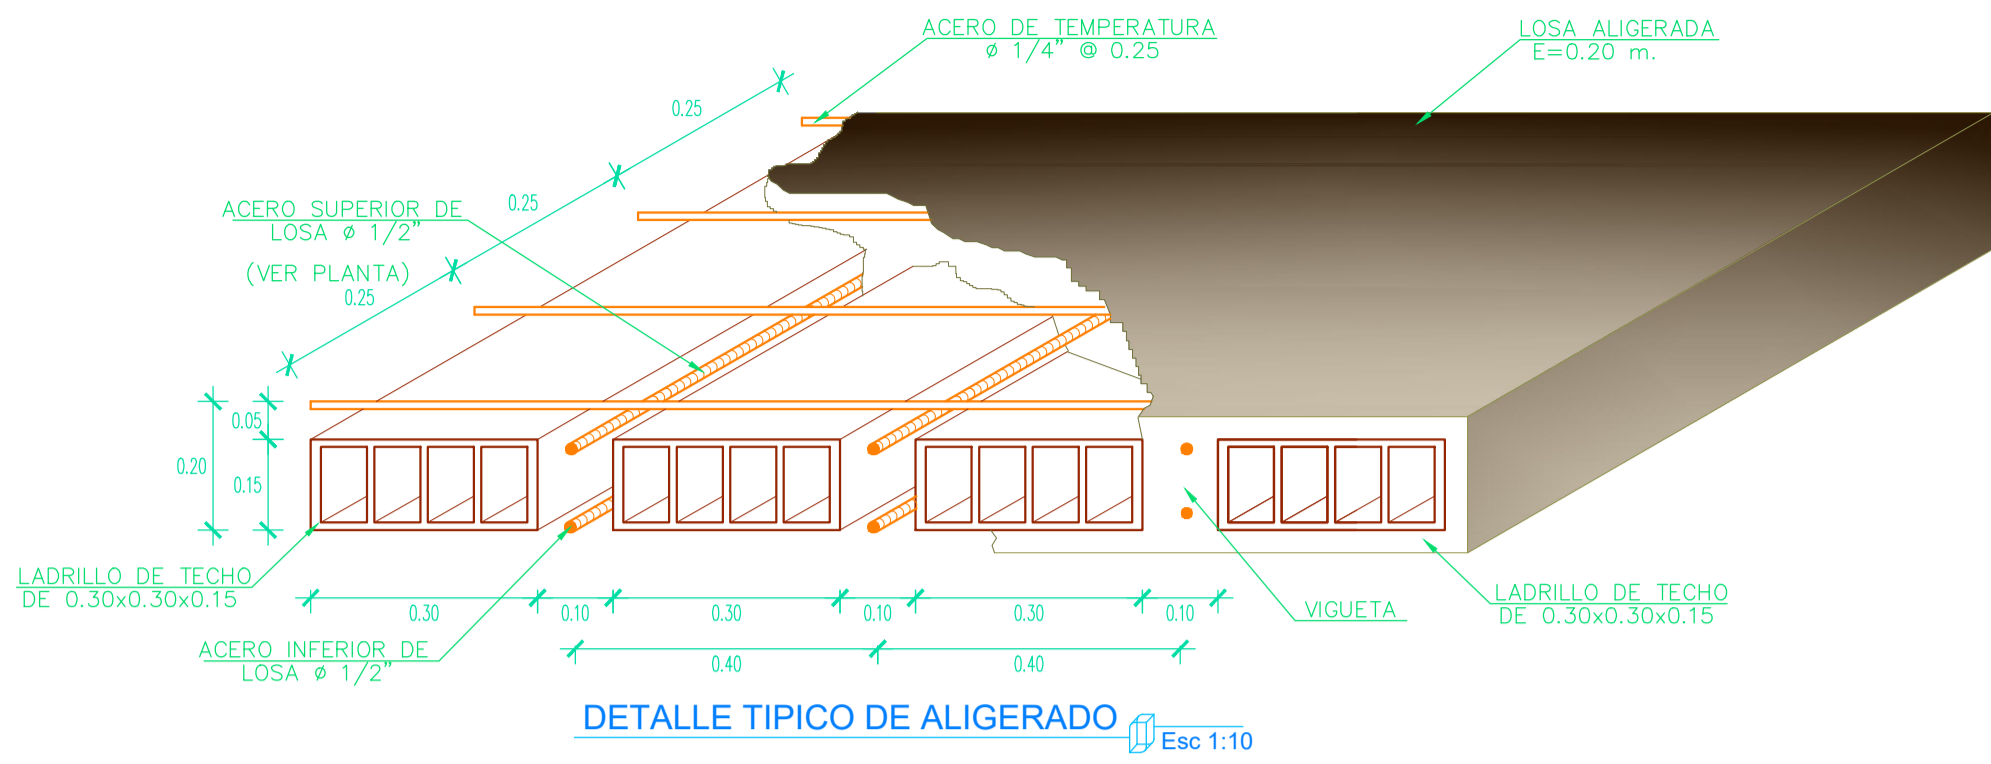 ACERO DE TEMPERATURA
ø 1/4" @ 0.25
LOSA ALIGERADA
E=0.20 m.
0.25
0.25
0.25
ACERO SUPERIOR DE
LOSA ø 1/2"
(VER PLANTA)
0.05
0.20
0.15
LADRILLO DE TECHO
DE 0.30x0.30x0.15
0.30
0.10
0.30
0.10
0.30
0.10
VIGUETA
LADRILLO DE TECHO
DE 0.30x0.30x0.15
ACERO INFERIOR DE
LOSA ø 1/2"
0.40
0.40
DETALLE TIPICO DE ALIGERADO
Esc 1:10